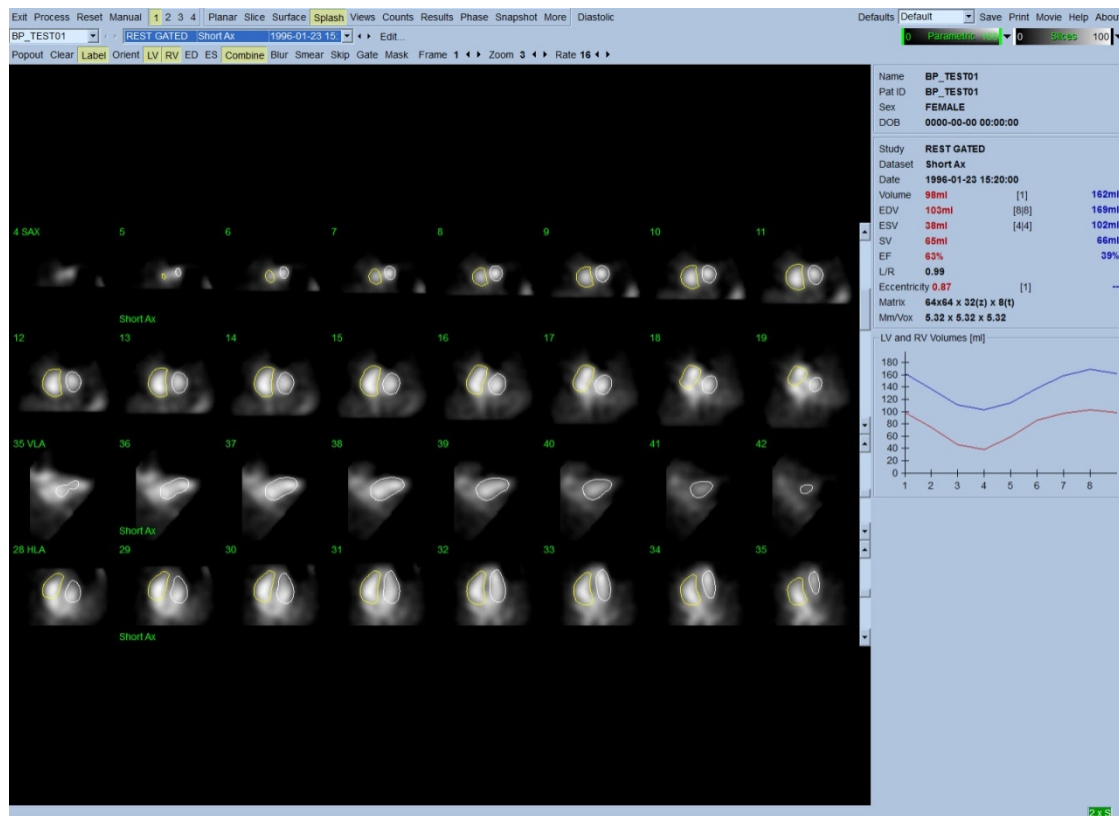 Exit Process Reset Manual 1 2 3 4 Planar Slice Surface Splash Views Counts Results Phase Snapshot More Diastolic Defaults Default Save Print Movie Help Abou
BP_TEST01 REST GATED Short Ax 1996-01-23 15: Edit... 0 Parametric 0 Slices 100
Popout Clear Label Orient LV RV ED ES Combine Blur Smear Skip Gate Mask Frame 1 Zoom 3 Rate 16
Name BP_TEST01
Pat ID BP_TEST01
Sex FEMALE
DOB 0000-00-00 00:00:00
Study REST GATED
Dataset Short Ax
Date 1996-01-23 15:20:00
Volume 98ml [1] 162ml
EDV 103ml [8|8] 169ml
ESV 38ml [4|4] 102ml
SV 65ml 66ml
EF 63% 39%
L/R 0.99
Eccentricity 0.87 [1] --
Matrix 64x64 x 32(z) x 8(t)
Mm/Vox 5.32 x 5.32 x 5.32
LV and RV Volumes [ml]
180
160
140
120
100
80
60
40
20
0
1 2 3 4 5 6 7 8
4 SAX 5 6 7 8 9 10 11
Short Ax
12 13 14 15 16 17 18 19
35 VLA 36 37 38 39 40 41 42
Short Ax
28 HLA 29 30 31 32 33 34 35
Short Ax
2 x S